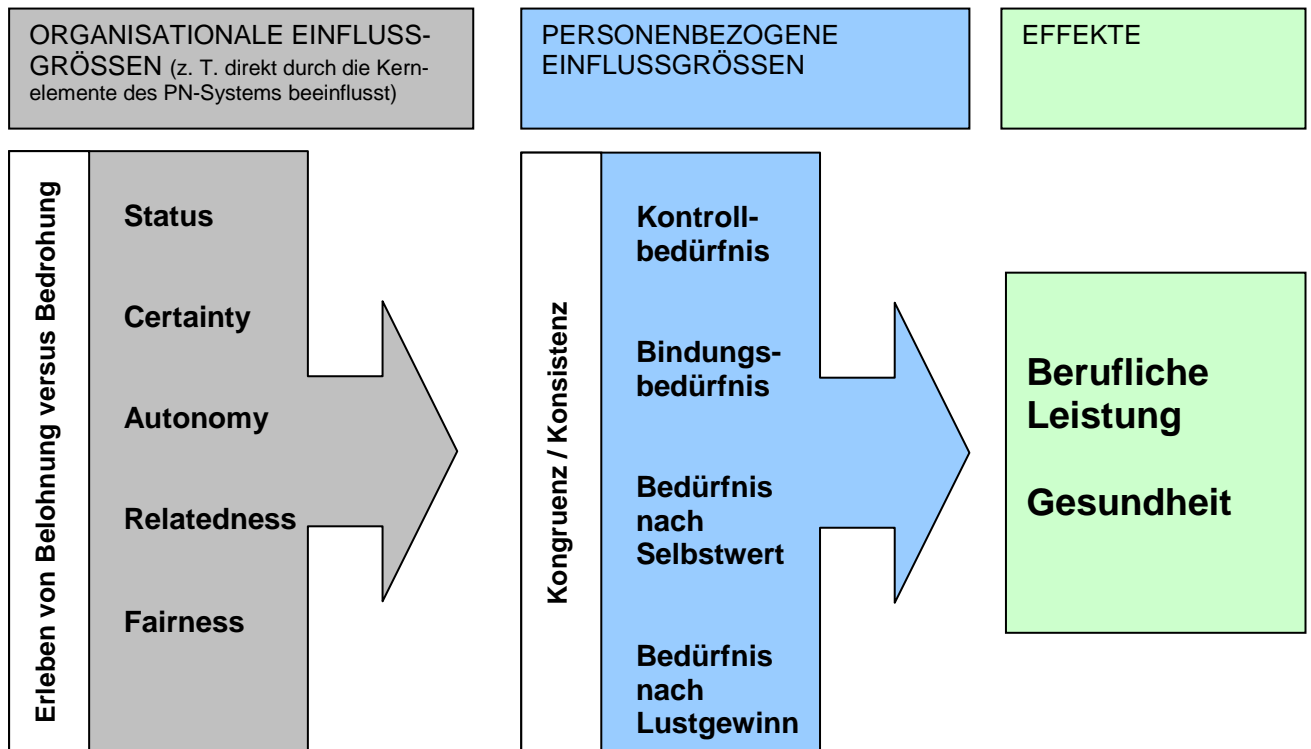 ORGANISATIONALE EINFLUSS-
GRÖSSEN (z. T. direkt durch die Kern-
elemente des PN-Systems beeinflusst)
PERSONENBEZOGENE
EINFLUSSGRÖSSEN
EFFEKTE
Erleben von Belohnung versus Bedrohung
Status
Certainty
Autonomy
Relatedness
Fairness
Kongruenz / Konsistenz
Kontroll-
bedürfnis
Bindungs-
bedürfnis
Bedürfnis
nach
Selbstwert
Bedürfnis
nach
Lustgewinn
Berufliche
Leistung
Gesundheit